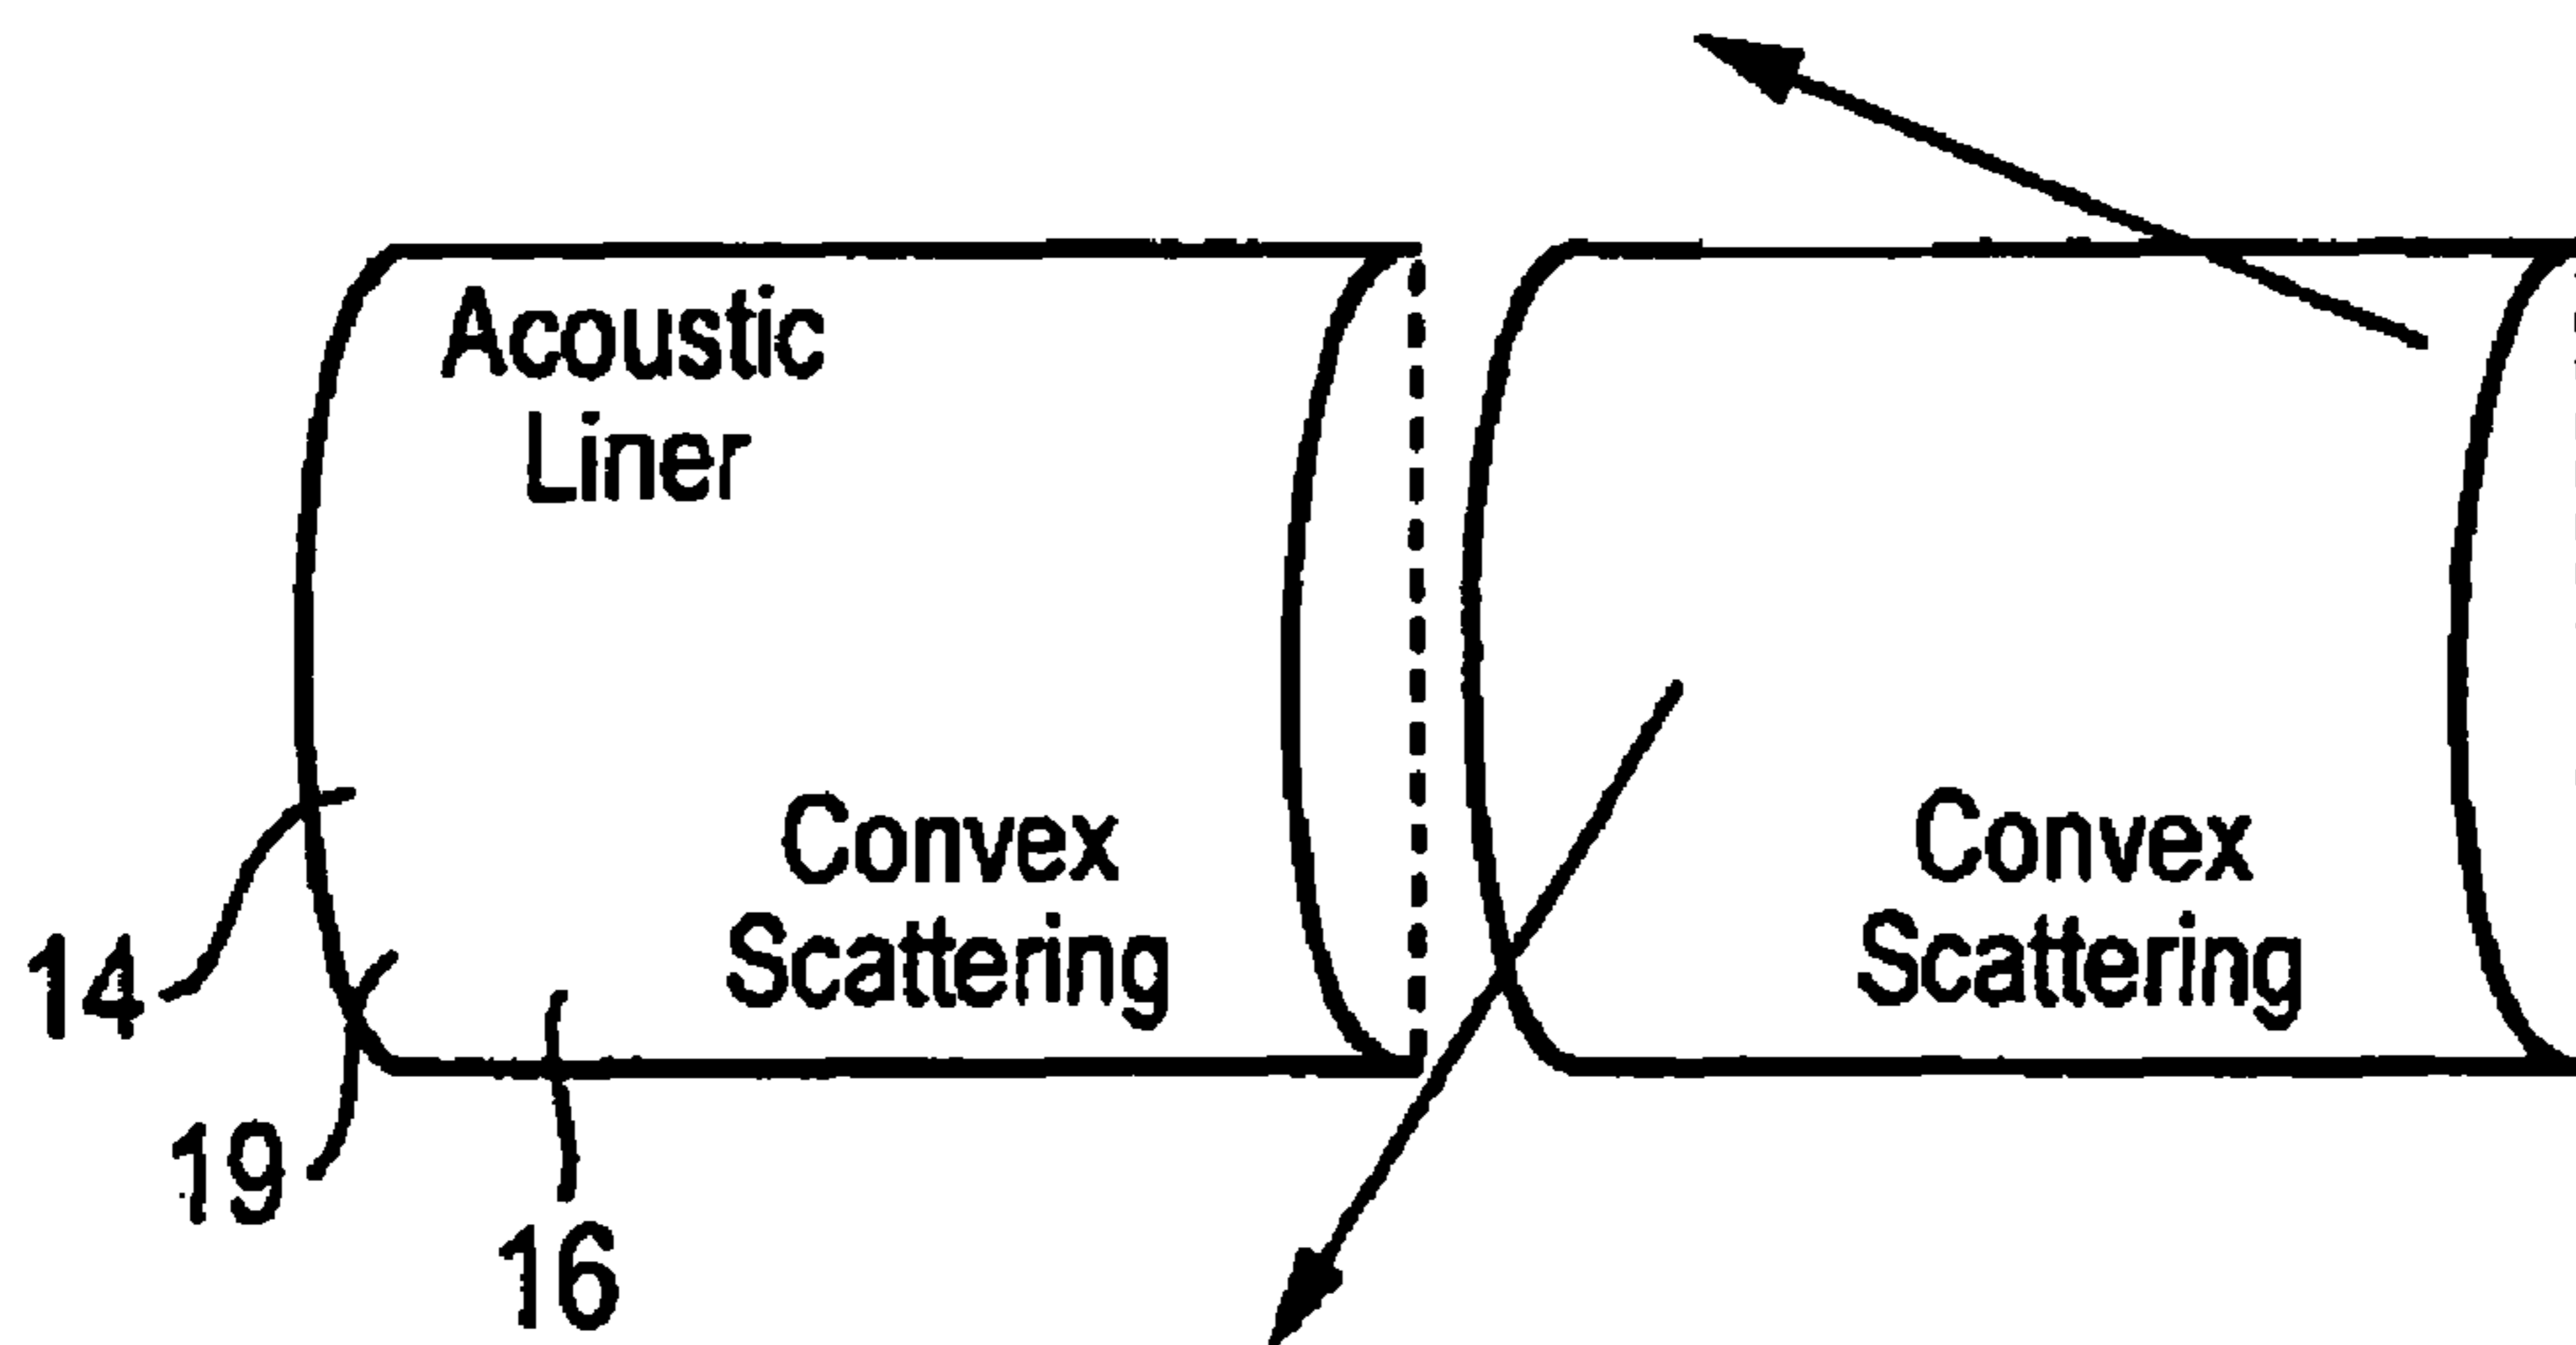 Acoustic
Liner
Convex
Scattering
Convex
Scattering
14
19
16